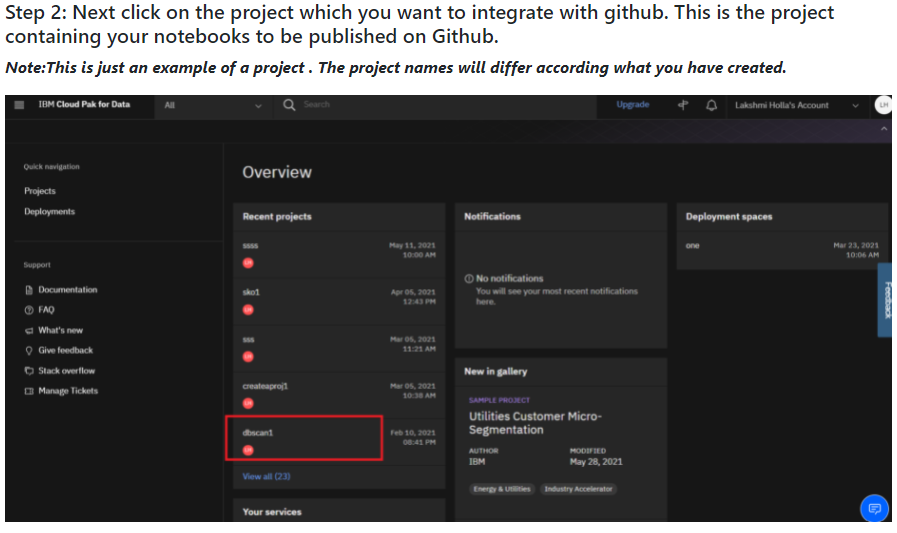 Step 2: Next click on the project which you want to integrate with github. This is the project
containing your notebooks to be published on Github.
Note:This is just an example of a project . The project names will differ according what you have created.
IBM Cloud Pak for Data
All
Search
Upgrade
Lakshmi Holla's Account
LH
Quick navigation
Projects
Deployments
Support
Documentation
FAQ
What's new
Give feedback
Stack overflow
Manage Tickets
Overview
Recent projects
ssss
May 11, 2021
10:00 AM
sko1
Apr 05, 2021
12:43 PM
sss
Mar 05, 2021
11:21 AM
createaproj1
Mar 05, 2021
10:38 AM
dbscan1
Feb 10, 2021
08:41 PM
View all (23)
Your services
Notifications
No notifications
You will see your most recent notifications
here.
New in gallery
SAMPLE PROJECT
Utilities Customer Micro-
Segmentation
AUTHOR
MODIFIED
IBM
May 28, 2021
Energy & Utilities
Industry Accelerator
Deployment spaces
one
Mar 23, 2021
10:06 AM
Feedback